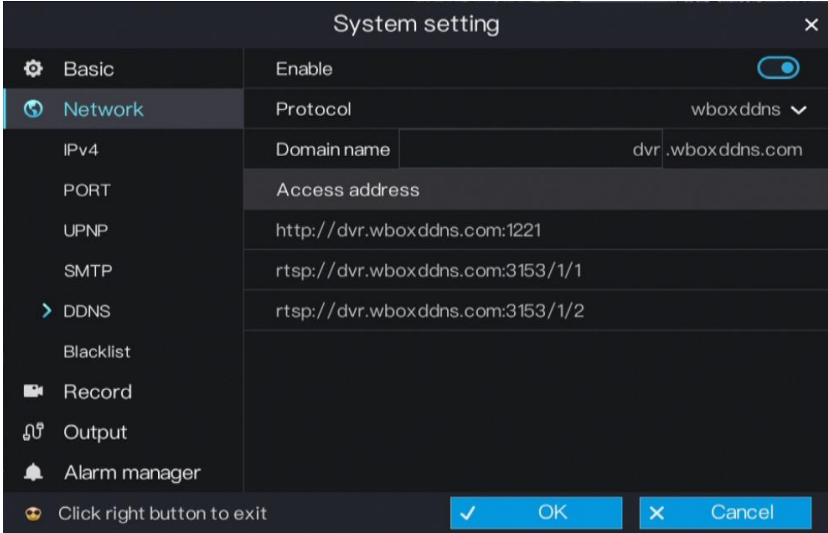 System setting
Basic
Enable
Network
Protocol
wboxddns
IPv4
Domain name
dvr .wboxddns.com
PORT
Access address
UPNP
http://dvr.wboxddns.com:1221
SMTP
rtsp://dvr.wboxddns.com:3153/1/1
DDNS
rtsp://dvr.wboxddns.com:3153/1/2
Blacklist
Record
Output
Alarm manager
Click right button to exit
OK
Cancel